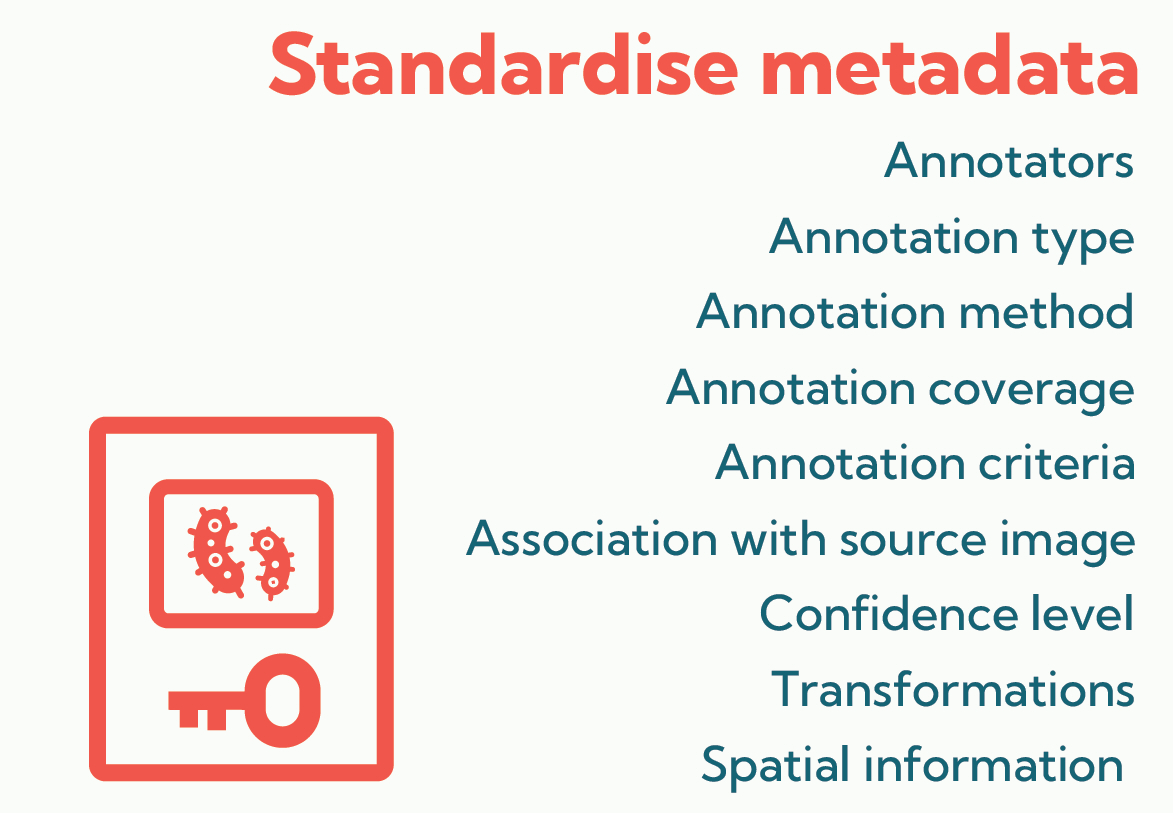 Standardise metadata
Annotators
Annotation type
Annotation method
Annotation coverage
Annotation criteria
Association with source image
Confidence level
Transformations
Spatial information